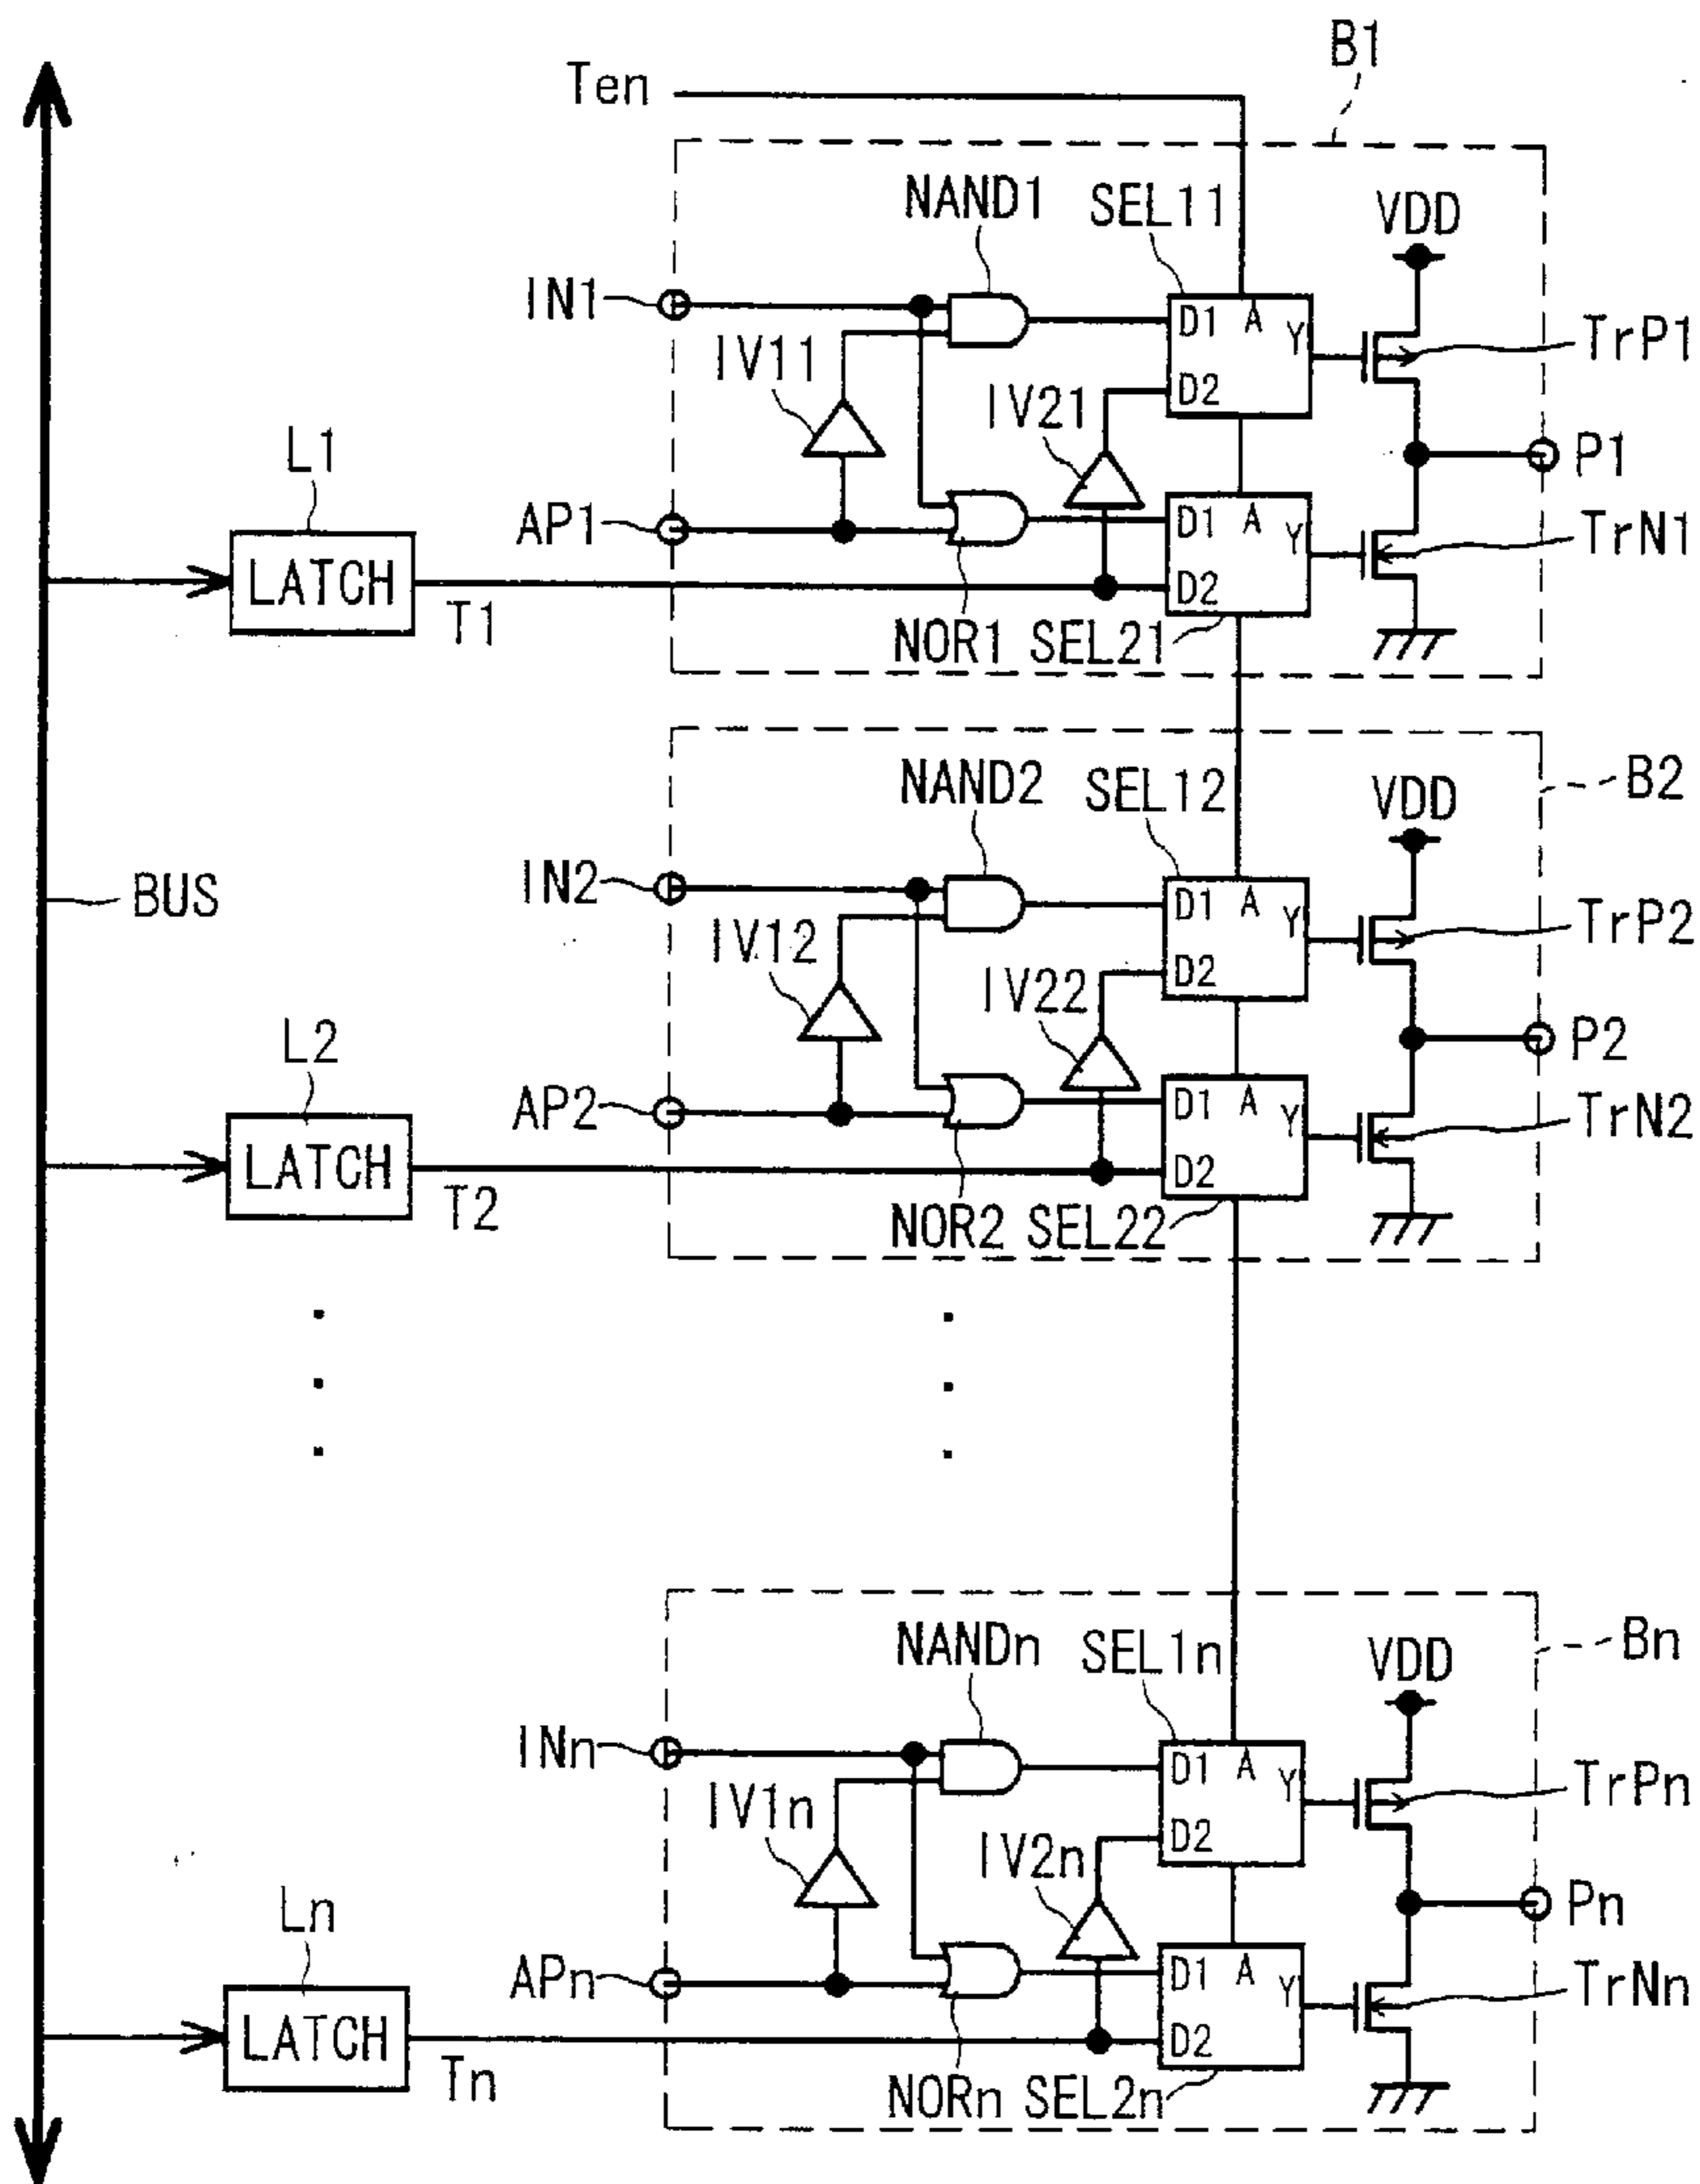 B1
Ten
NAND1
SEL11
VDD
IN1
D1
A
Y
TrP1
IV11
D2
IV21
L1
P1
AP1
D1
A
Y
TrN1
LATCH
D2
T1
NOR1
SEL21
NAND2
SEL12
VDD
B2
IN2
BUS
D1
A
Y
TrP2
IV12
D2
IV22
L2
P2
AP2
D1
A
Y
TrN2
LATCH
D2
T2
NOR2
SEL22
NANDn
SEL1n
VDD
Bn
INn
D1
A
Y
TrPn
IV1n
D2
IV2n
Ln
Pn
APn
D1
A
Y
TrNn
LATCH
D2
Tn
NORn
SEL2n